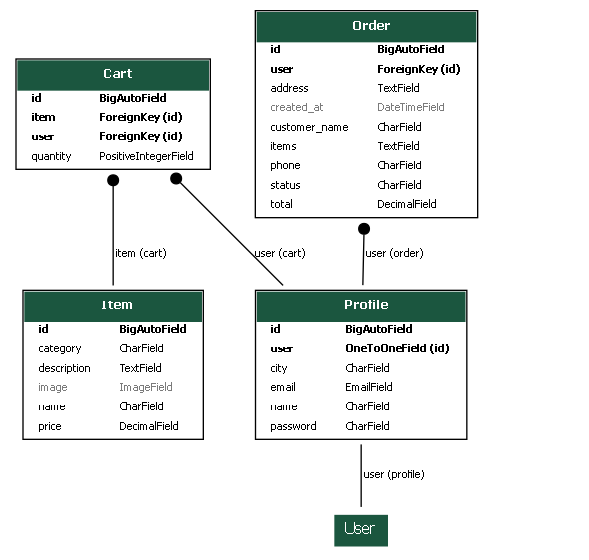 Order
id BigAutoField
user ForeignKey (id)
address TextField
created_at DateTimeField
customer_name CharField
items TextField
phone CharField
status CharField
total DecimalField
Cart
id BigAutoField
item ForeignKey (id)
user ForeignKey (id)
quantity PositiveIntegerField
item (cart)
user (cart)
user (order)
Item
id BigAutoField
category CharField
description TextField
image ImageField
name CharField
price DecimalField
Profile
id BigAutoField
user OneToOneField (id)
city CharField
email EmailField
name CharField
password CharField
user (profile)
User